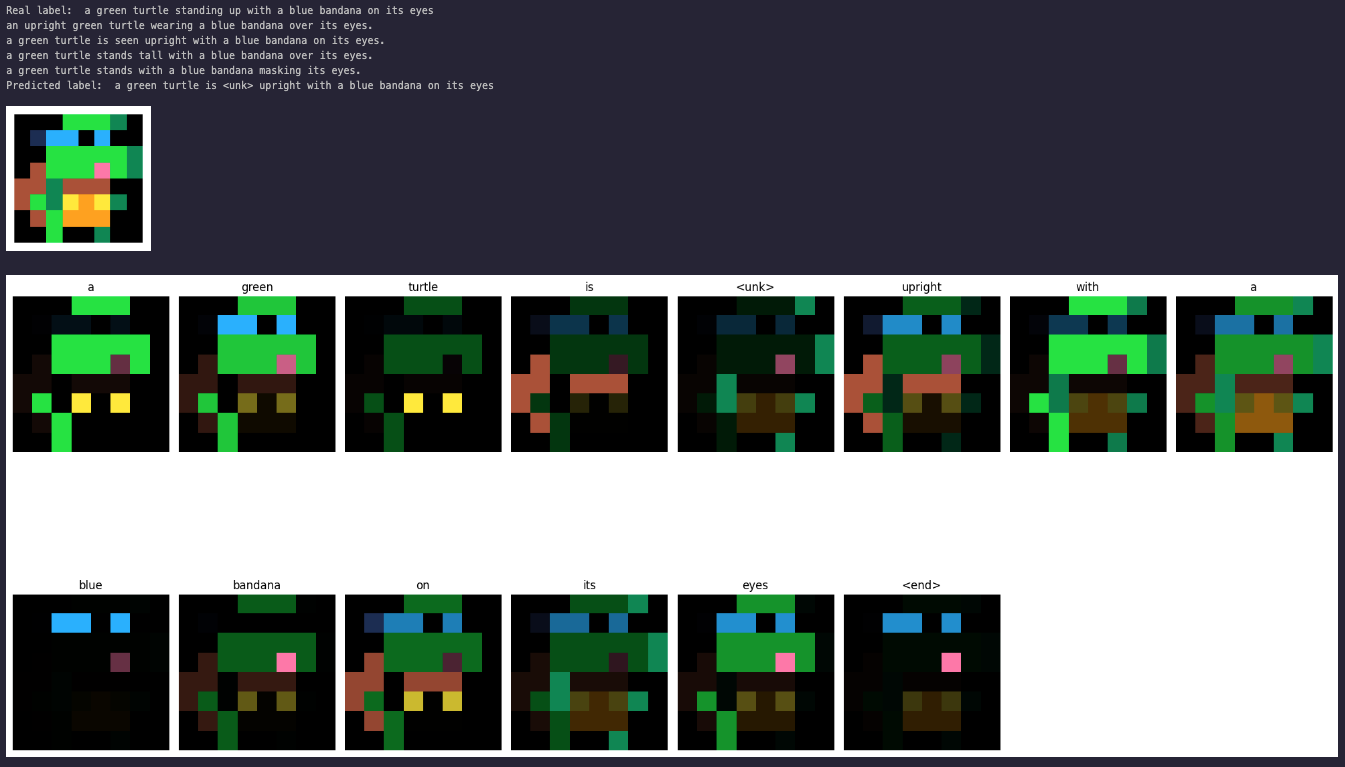 Real label:  a green turtle standing up with a blue bandana on its eyes
an upright green turtle wearing a blue bandana over its eyes.
a green turtle is seen upright with a blue bandana on its eyes.
a green turtle stands tall with a blue bandana over its eyes.
a green turtle stands with a blue bandana masking its eyes.
Predicted label:  a green turtle is <unk> upright with a blue bandana on its eyes
a green turtle is <unk> upright with a
blue bandana on its eyes <end>